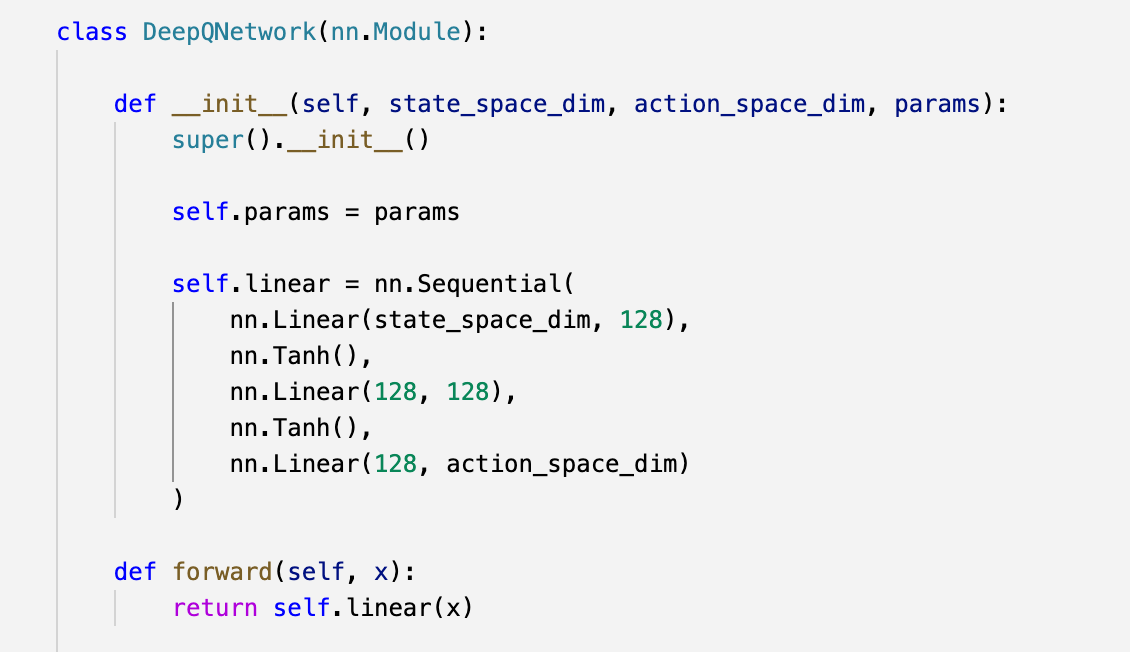 class DeepQNetwork(nn.Module):
def __init__(self, state_space_dim, action_space_dim, params):
super().__init__()
self.params = params
self.linear = nn.Sequential(
nn.Linear(state_space_dim, 128),
nn.Tanh(),
nn.Linear(128, 128),
nn.Tanh(),
nn.Linear(128, action_space_dim)
)
def forward(self, x):
return self.linear(x)